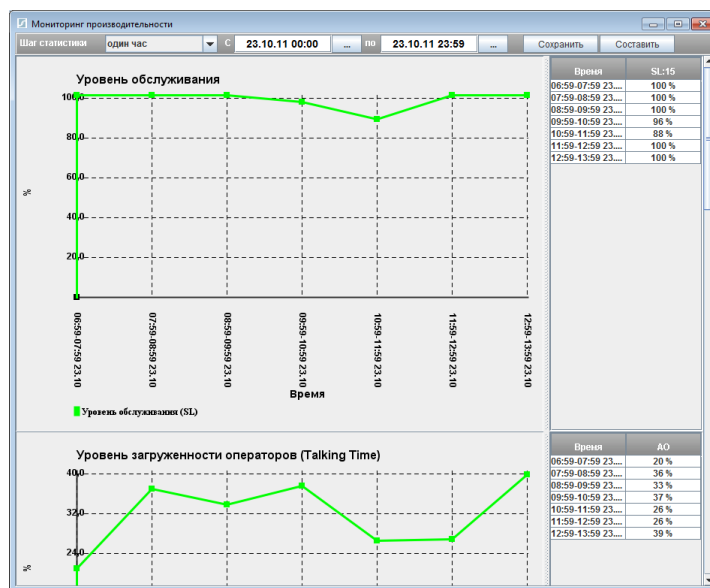 Мониторинг производительности
Шаг статистики один час С 23.10.11 00:00 ... по 23.10.11 23:59 ... Сохранить Составить
Уровень обслуживания
100,0
80,0
60,0
40,0
20,0
%
06:59-07:59 23.10
07:59-08:59 23.10
08:59-09:59 23.10
09:59-10:59 23.10
10:59-11:59 23.10
11:59-12:59 23.10
12:59-13:59 23.10
Время
Уровень обслуживания (SL)
Время SL:15
06:59-07:59 23.... 100 %
07:59-08:59 23.... 100 %
08:59-09:59 23.... 100 %
09:59-10:59 23.... 96 %
10:59-11:59 23.... 88 %
11:59-12:59 23.... 100 %
12:59-13:59 23.... 100 %
Уровень загруженности операторов (Talking Time)
40,0
32,0
24,0
%
Время AO
06:59-07:59 23.... 20 %
07:59-08:59 23.... 36 %
08:59-09:59 23.... 33 %
09:59-10:59 23.... 37 %
10:59-11:59 23.... 26 %
11:59-12:59 23.... 26 %
12:59-13:59 23.... 39 %